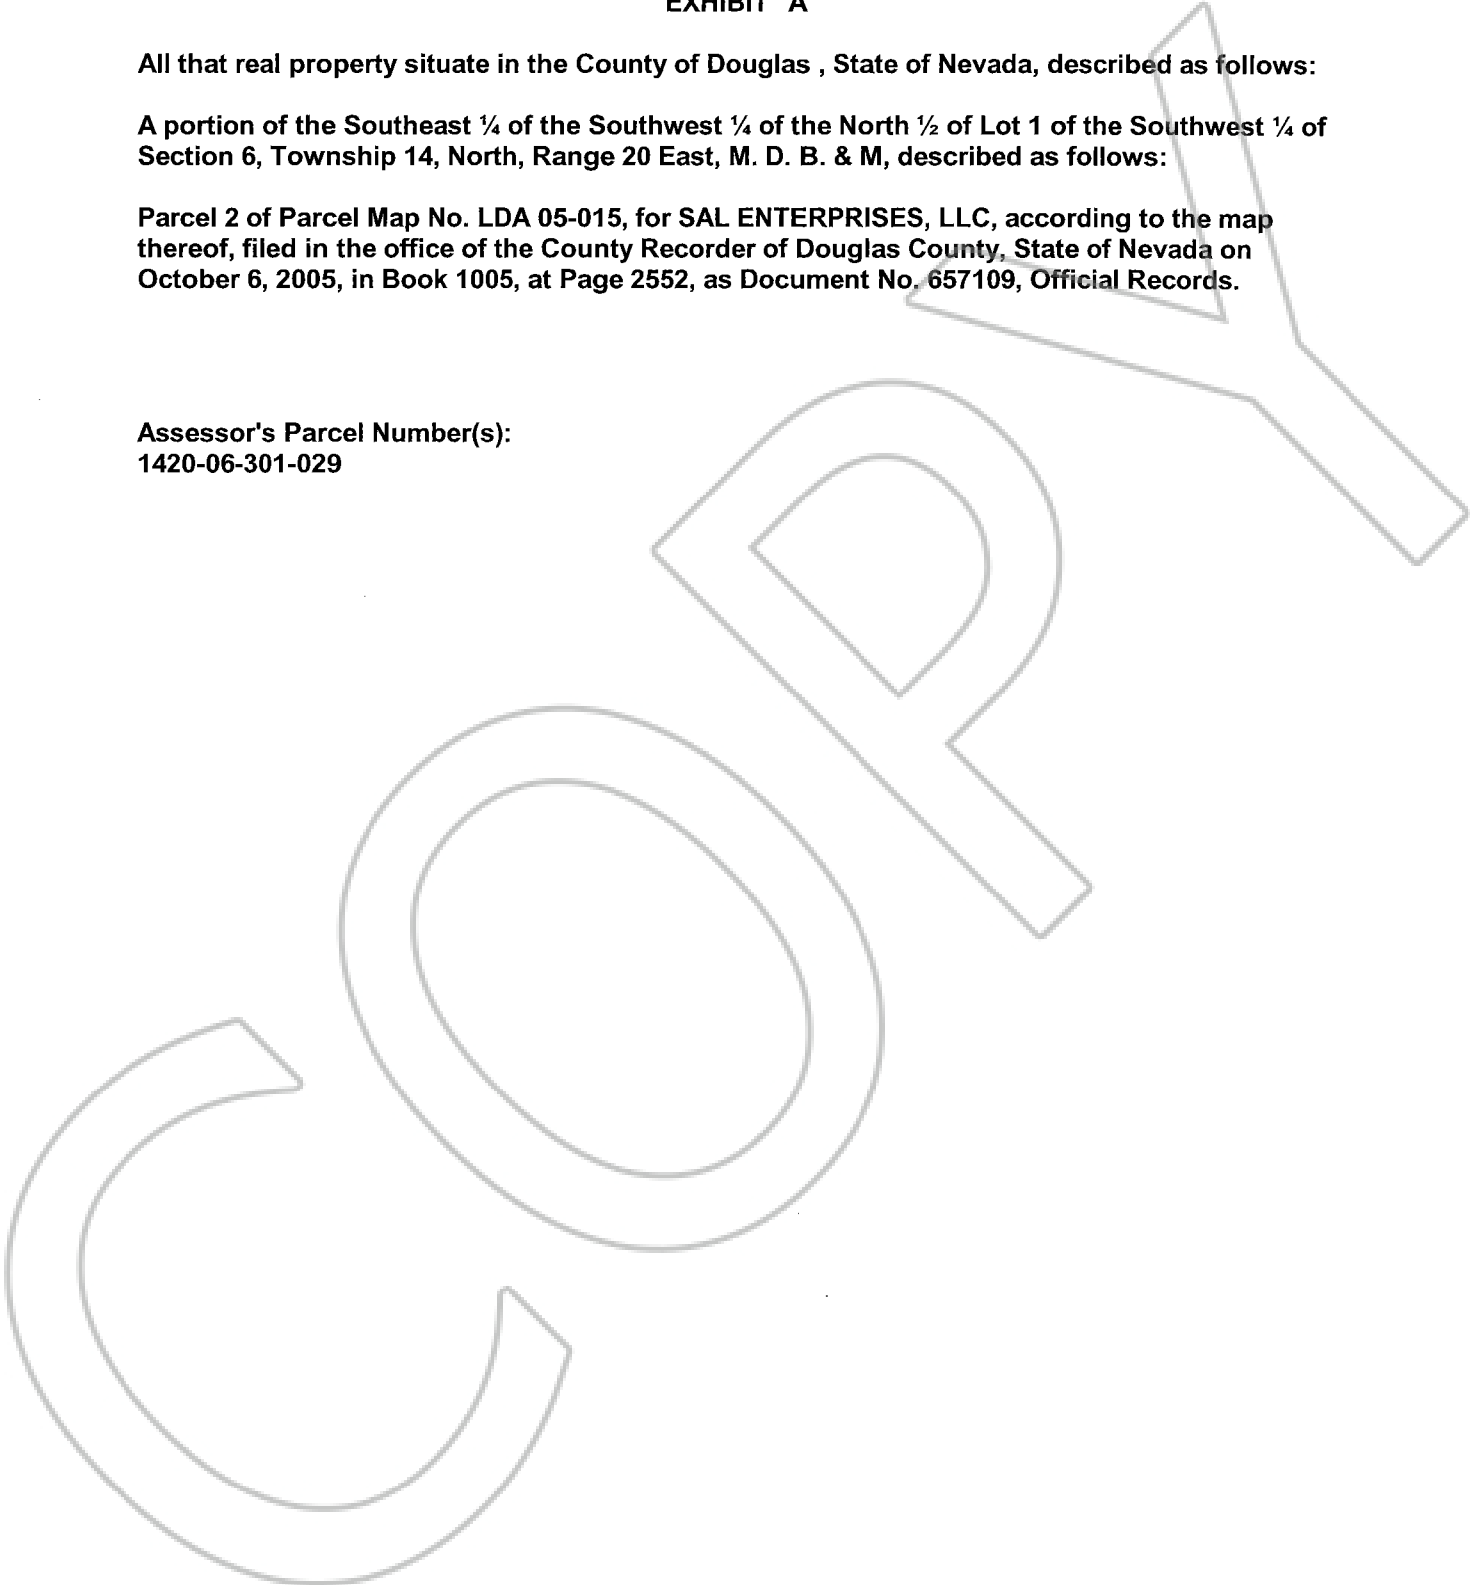 EXHIBIT "A"
All that real property situate in the County of Douglas , State of Nevada, described as follows:
A portion of the Southeast ¼ of the Southwest ¼ of the North ½ of Lot 1 of the Southwest ¼ of
Section 6, Township 14, North, Range 20 East, M. D. B. & M, described as follows:
Parcel 2 of Parcel Map No. LDA 05-015, for SAL ENTERPRISES, LLC, according to the map
thereof, filed in the office of the County Recorder of Douglas County, State of Nevada on
October 6, 2005, in Book 1005, at Page 2552, as Document No. 657109, Official Records.
Assessor's Parcel Number(s):
1420-06-301-029
COPY